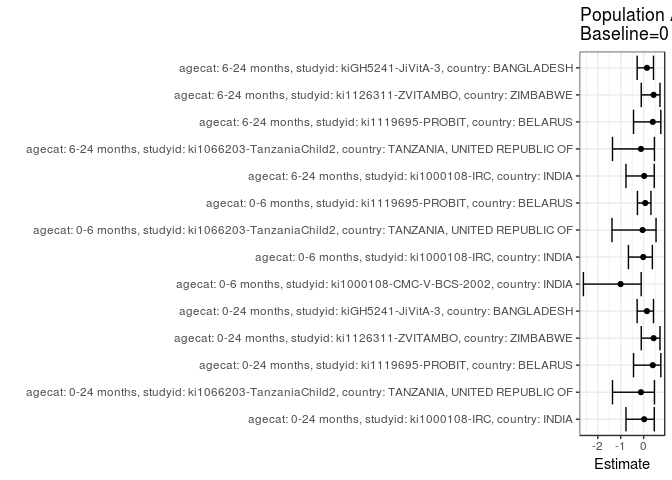 Population
Baseline=0
agecat: 6-24 months, studyid: kiGH5241-JiVitA-3, country: BANGLADESH
agecat: 6-24 months, studyid: ki1126311-ZVITAMBO, country: ZIMBABWE
agecat: 6-24 months, studyid: ki1119695-PROBIT, country: BELARUS
agecat: 6-24 months, studyid: ki1066203-TanzaniaChild2, country: TANZANIA, UNITED REPUBLIC OF
agecat: 6-24 months, studyid: ki1000108-IRC, country: INDIA
agecat: 0-6 months, studyid: ki1119695-PROBIT, country: BELARUS
agecat: 0-6 months, studyid: ki1066203-TanzaniaChild2, country: TANZANIA, UNITED REPUBLIC OF
agecat: 0-6 months, studyid: ki1000108-IRC, country: INDIA
agecat: 0-6 months, studyid: ki1000108-CMC-V-BCS-2002, country: INDIA
agecat: 0-24 months, studyid: kiGH5241-JiVitA-3, country: BANGLADESH
agecat: 0-24 months, studyid: ki1126311-ZVITAMBO, country: ZIMBABWE
agecat: 0-24 months, studyid: ki1119695-PROBIT, country: BELARUS
agecat: 0-24 months, studyid: ki1066203-TanzaniaChild2, country: TANZANIA, UNITED REPUBLIC OF
agecat: 0-24 months, studyid: ki1000108-IRC, country: INDIA
-2 -1 0
Estimate